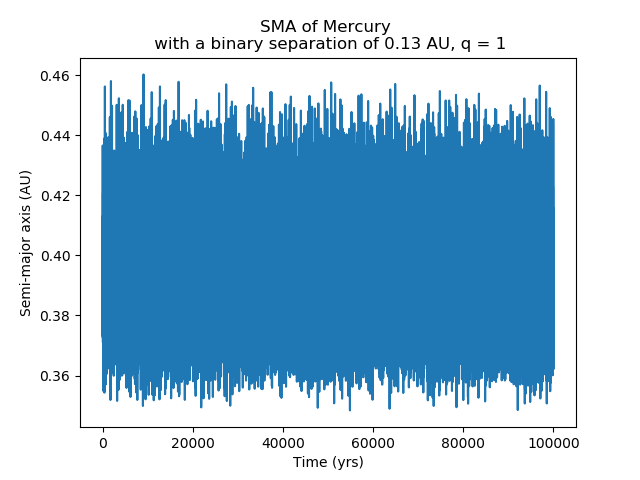 SMA of Mercury
with a binary separation of 0.13 AU, q = 1
0.46
0.44
0.42
0.40
0.38
0.36
Semi-major axis (AU)
0 20000 40000 60000 80000 100000
Time (yrs)